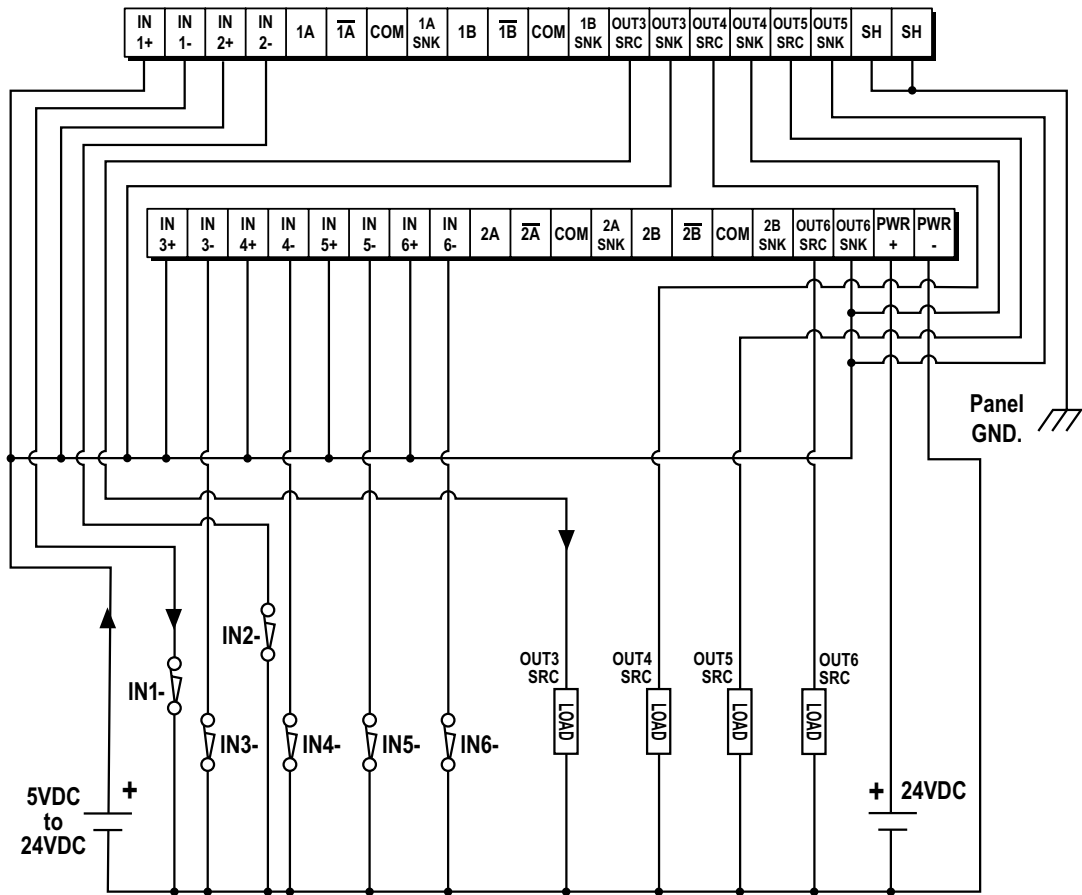 IN 1+
IN 1-
IN 2+
IN 2-
1A
1A̅
COM
1A SNK
1B
1B̅
COM
1B SNK
OUT3 SRC
OUT3 SNK
OUT4 SRC
OUT4 SNK
OUT5 SRC
OUT5 SNK
SH
SH
IN 3+
IN 3-
IN 4+
IN 4-
IN 5+
IN 5-
IN 6+
IN 6-
2A
2A̅
COM
2A SNK
2B
2B̅
COM
2B SNK
OUT6 SRC
OUT6 SNK
PWR +
PWR -
Panel
GND.
IN1-
IN2-
IN3-
IN4-
IN5-
IN6-
OUT3
SRC
LOAD
OUT4
SRC
LOAD
OUT5
SRC
LOAD
OUT6
SRC
LOAD
5VDC
to
24VDC
+
+ 24VDC